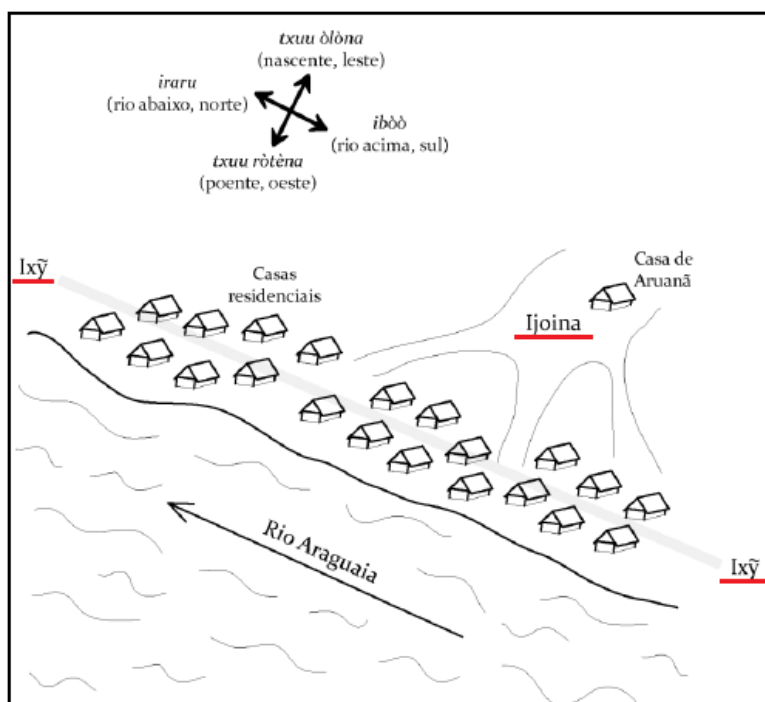 txuu òlòna
(nascente, leste)
iraru
(rio abaixo, norte)
ibòò
(rio acima, sul)
txuu ròtèna
(poente, oeste)
Ixỹ
Casas
residenciais
Casa de
Aruanã
Ijoina
Rio Araguaia
Ixỹ